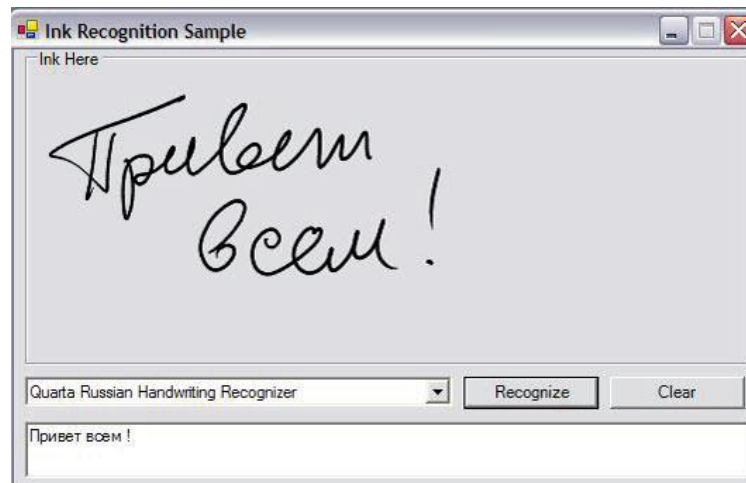 Ink Recognition Sample
Ink Here
Привет
всем!
Quarta Russian Handwriting Recognizer
Recognize
Clear
Привет всем !